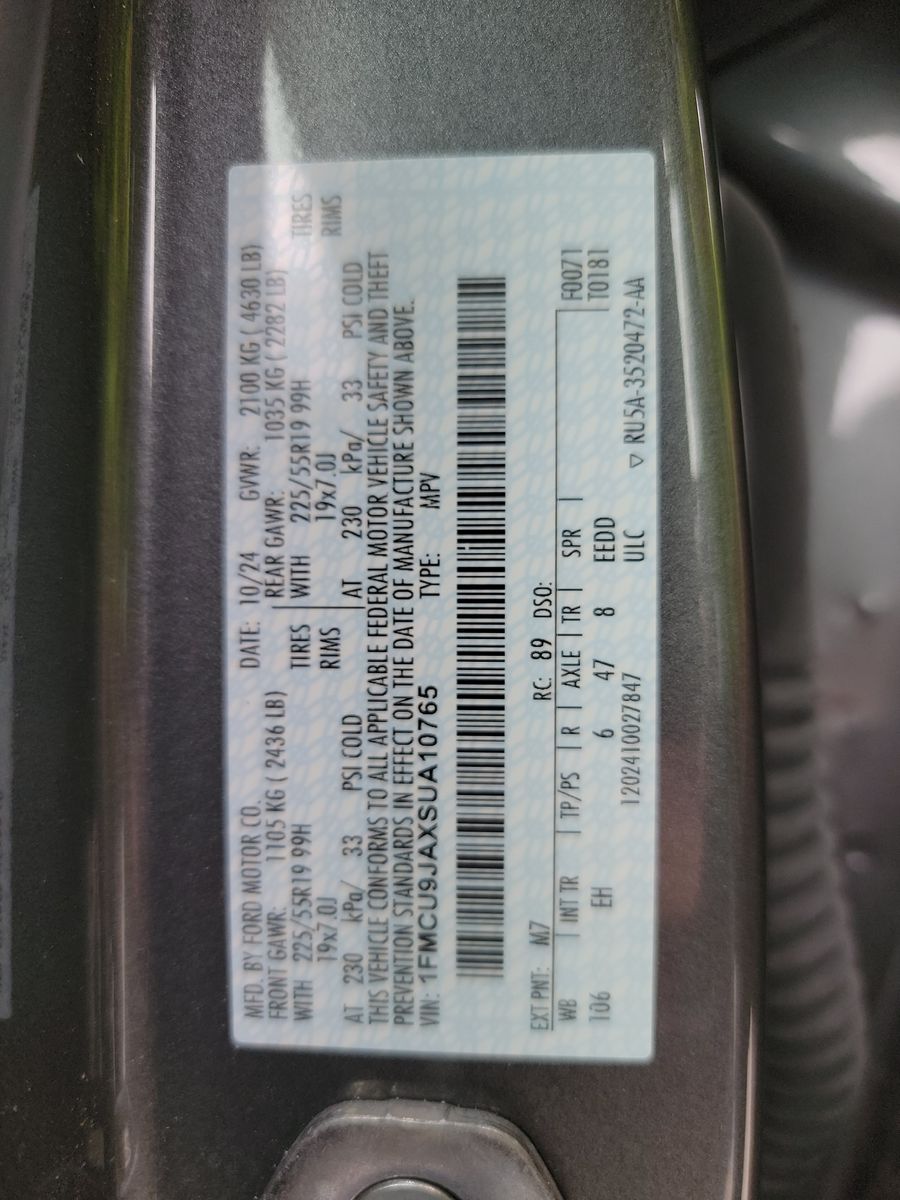 MFD. BY FORD MOTOR CO. DATE: 10/24 GVWR: 2100 KG ( 4630 LB)
FRONT GAWR: 1105 KG ( 2436 LB) REAR GAWR: 1035 KG ( 2282 LB)
WITH 225/55R19 99H TIRES WITH 225/55R19 99H TIRES
19x7.0J RIMS 19x7.0J RIMS
AT 230 kPa/ 33 PSI COLD AT 230 kPa/ 33 PSI COLD
THIS VEHICLE CONFORMS TO ALL APPLICABLE FEDERAL MOTOR VEHICLE SAFETY AND THEFT
PREVENTION STANDARDS IN EFFECT ON THE DATE OF MANUFACTURE SHOWN ABOVE.
VIN: 1FMCU9JAXSUA10765 TYPE: MPV
EXT PNT: M7 RC: 89 DSO:
WB INT TR TP/PS R AXLE TR SPR F0071
106 EH 6 47 8 EEDD T0181
1202410027847 ULC ▽ RU5A-3520472-AA